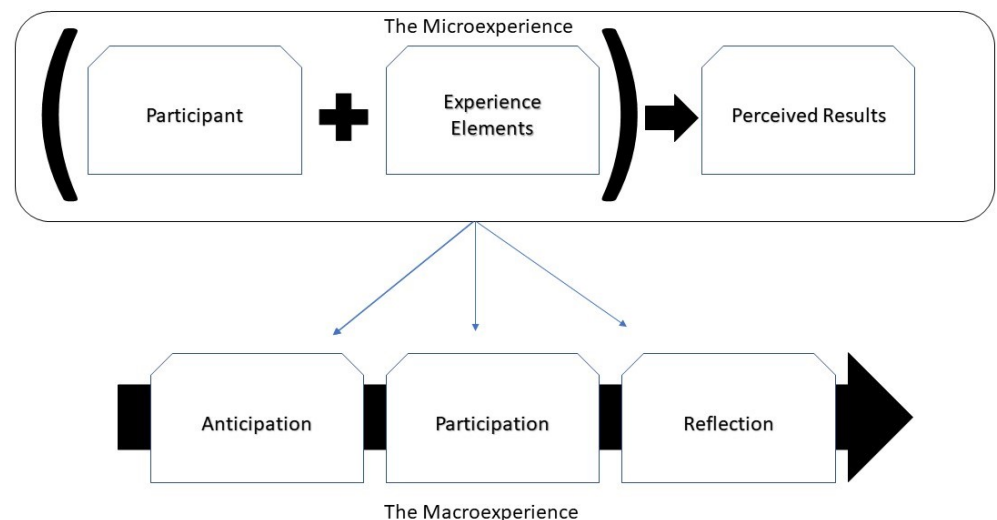 The Microexperience
Participant
Experience
Elements
Perceived Results
Anticipation
Participation
Reflection
The Macroexperience